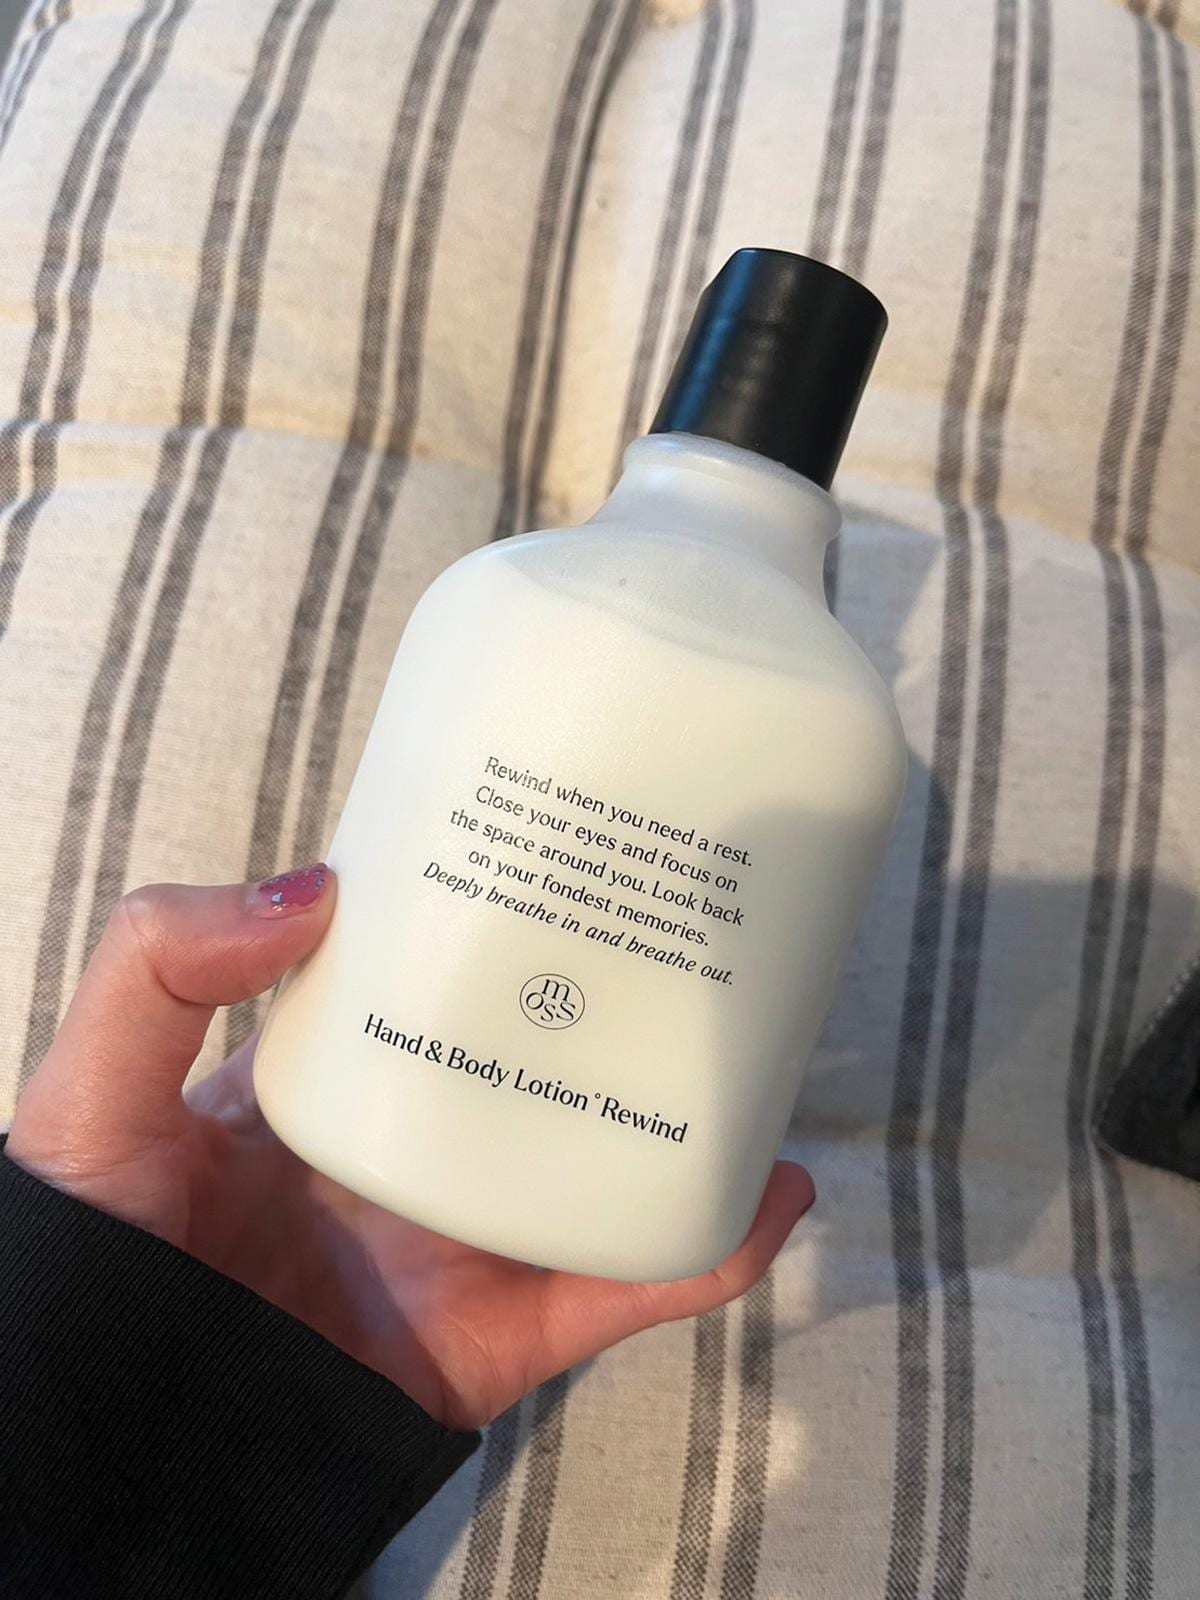 Rewind when you need a rest.
Close your eyes and focus on
the space around you. Look back
on your fondest memories.
Deeply breathe in and breathe out.
moss
Hand & Body Lotion °Rewind